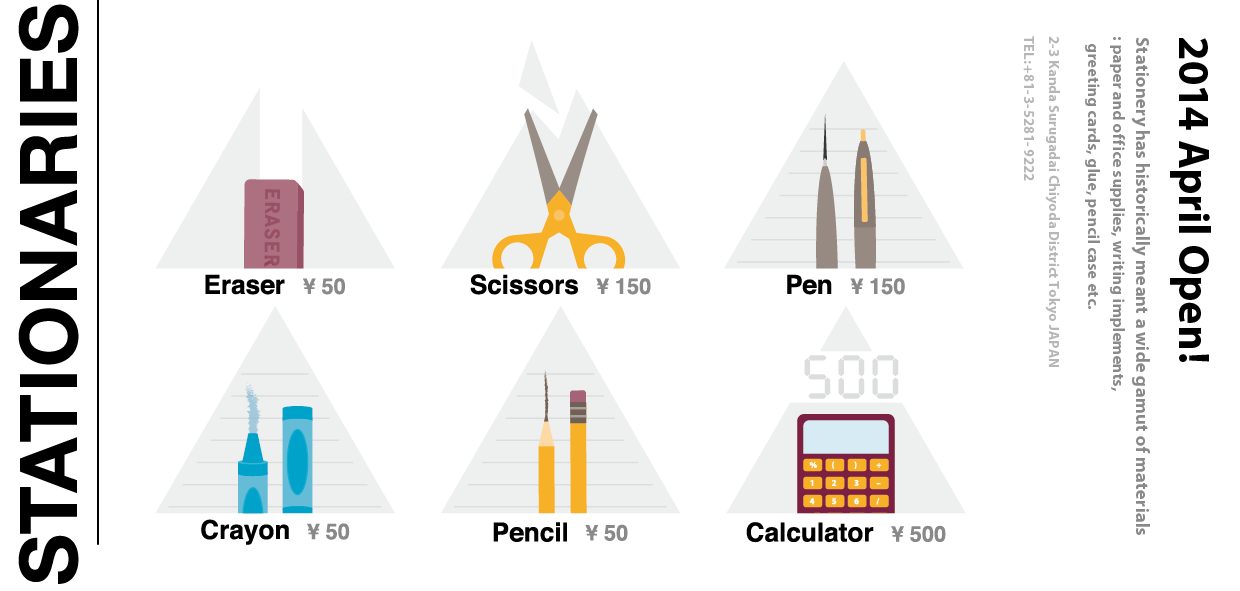 STATIONARIES
ERASER
Eraser ¥ 50
Scissors ¥ 150
Pen ¥ 150
Crayon ¥ 50
Pencil ¥ 50
500
% ( ) +
1 2 3 −
4 5 6 /
Calculator ¥ 500
2014 April Open!
Stationery has historically meant a wide gamut of materials
: paper and office supplies, writing implements,
greeting cards, glue, pencil case etc.
2-3 Kanda Surugadai Chiyoda District Tokyo JAPAN
TEL:+81-3-5281-9222